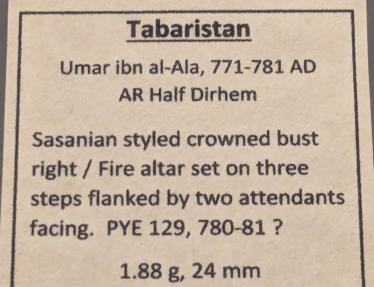 Tabaristan
Umar ibn al-Ala, 771-781 AD
AR Half Dirhem
Sasanian styled crowned bust
right / Fire altar set on three
steps flanked by two attendants
facing. PYE 129, 780-81 ?
1.88 g, 24 mm